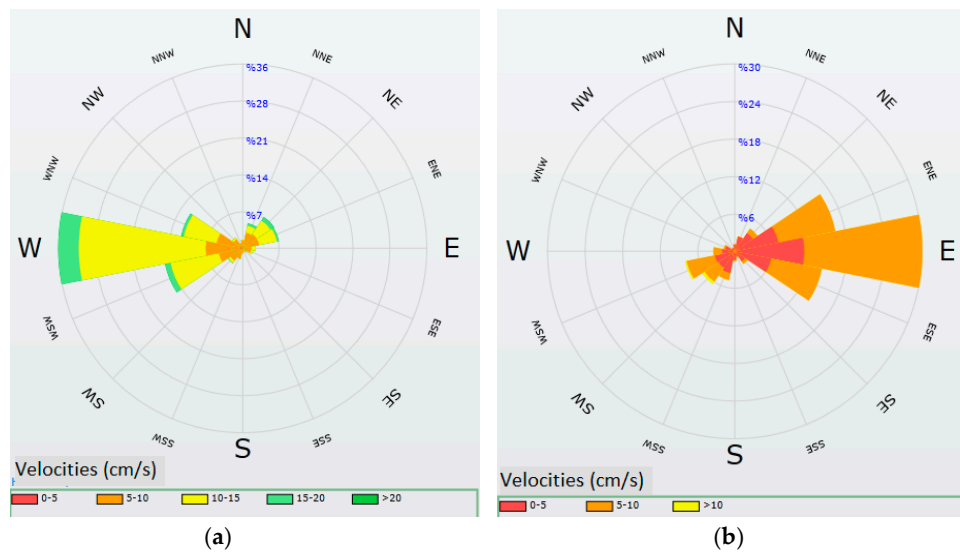 N
NNW
NNE
%36
NW
NE
%28
%21
WNW
ENE
%14
%7
W
E
WSW
ESE
SW
SE
SSW
SSE
S
Velocities (cm/s)
0-5 5-10 10-15 15-20 >20
(a)
N
NNW
NNE
%30
NW
NE
%24
%18
WNW
ENE
%12
%6
W
E
WSW
ESE
SW
SE
SSW
SSE
S
Velocities (cm/s)
0-5 5-10 >10
(b)